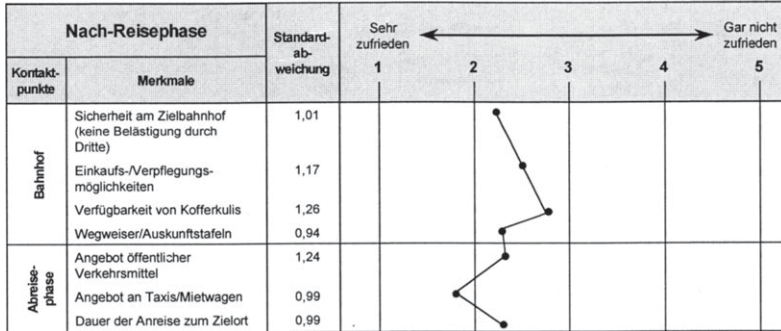 Nach-Reisephase
Standard-
ab-
weichung
Sehr
zufrieden
Gar nicht
zufrieden
1 2 3 4 5
Kontakt-
punkte
Merkmale
Bahnhof
Sicherheit am Zielbahnhof 1,01
(keine Belästigung durch
Dritte)
Einkaufs-/Verpflegungs- 1,17
möglichkeiten
Verfügbarkeit von Kofferkulis 1,26
Wegweiser/Auskunftstafeln 0,94
Abreise-
phase
Angebot öffentlicher 1,24
Verkehrsmittel
Angebot an Taxis/Mietwagen 0,99
Dauer der Anreise zum Zielort 0,99